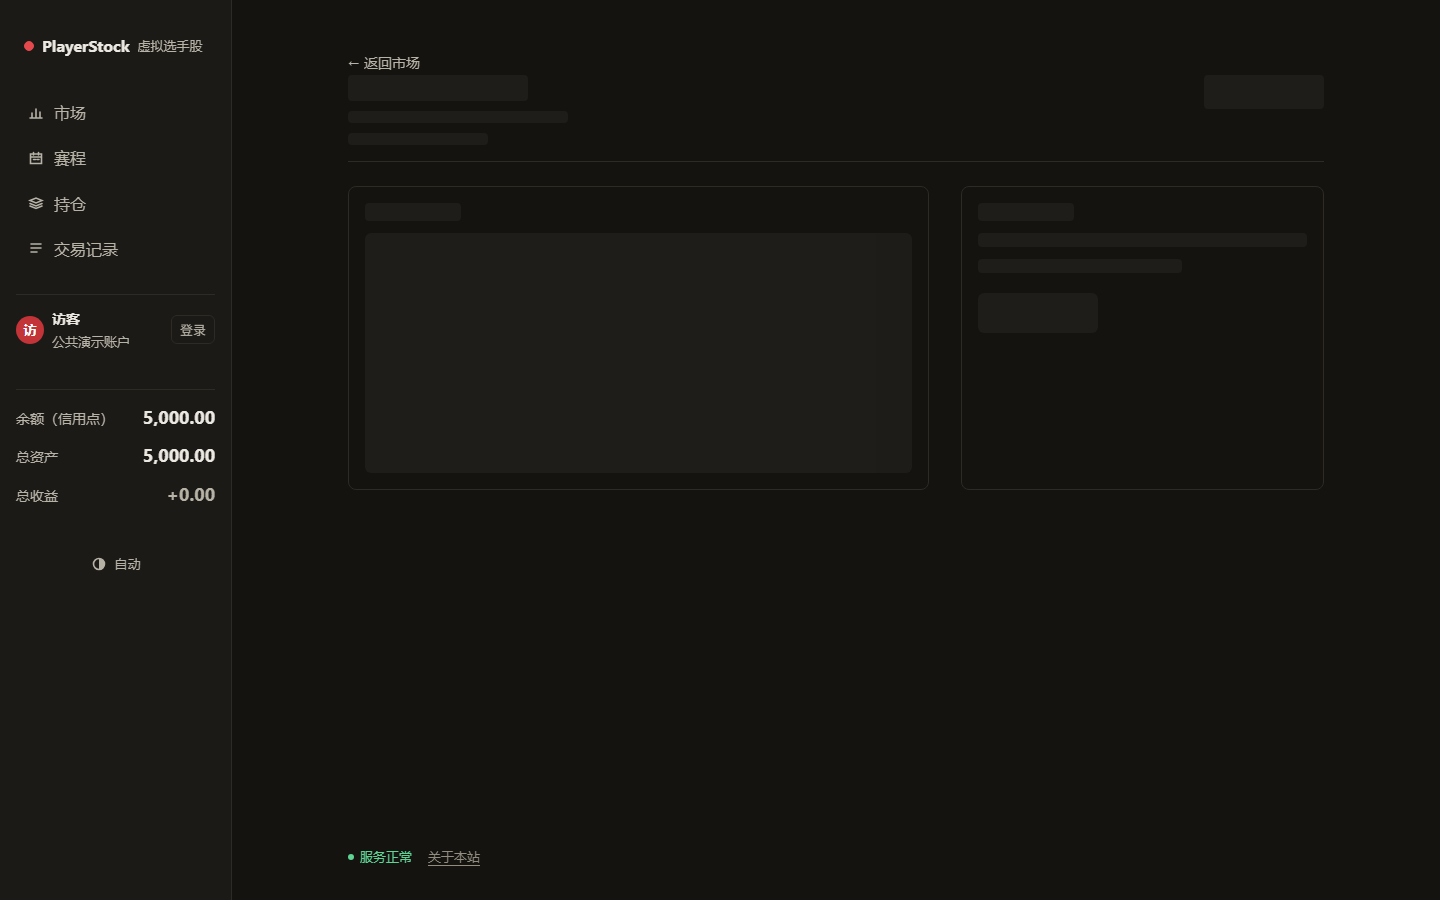 PlayerStock 虚拟选手股
市场
赛程
持仓
交易记录
访
访客
公共演示账户
登录
余额（信用点） 5,000.00
总资产 5,000.00
总收益 +0.00
自动
← 返回市场
服务正常 关于本站